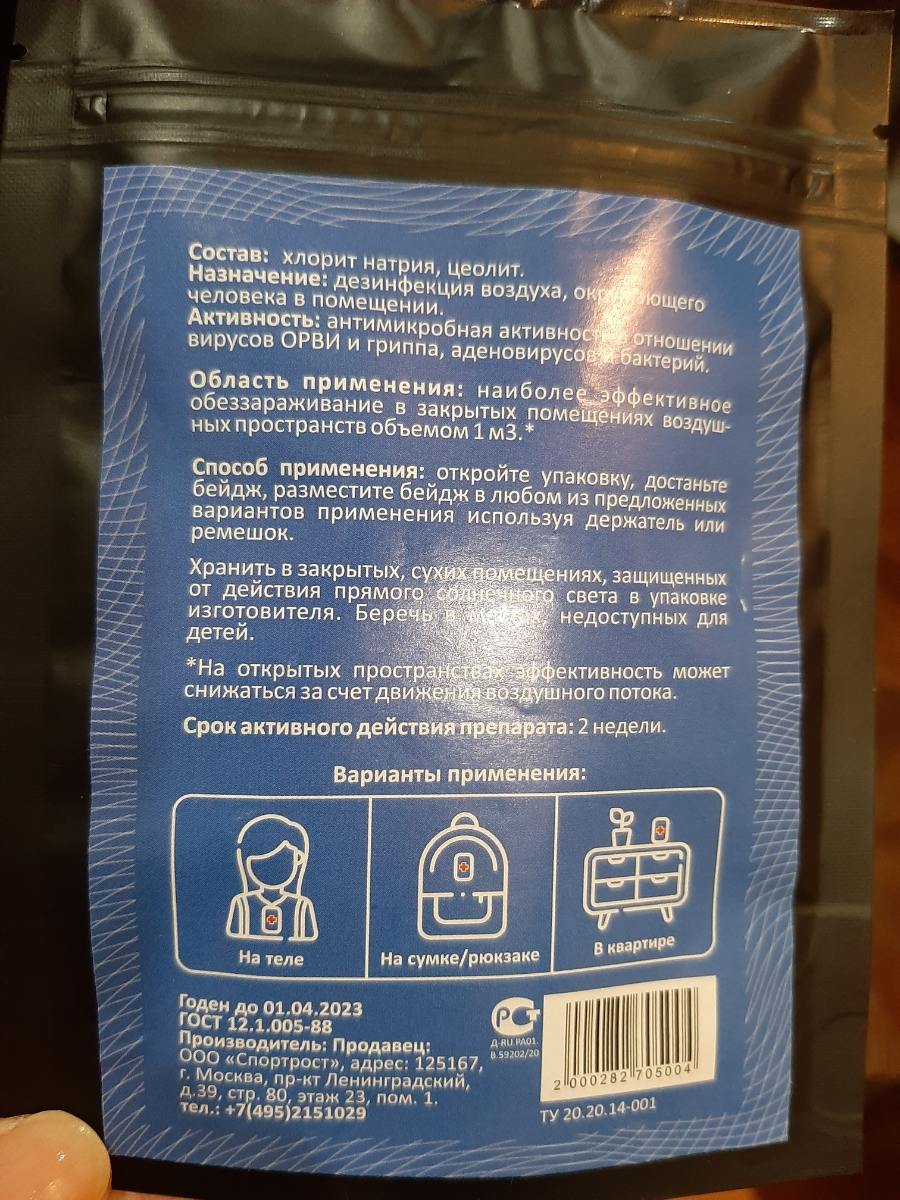 Состав: хлорит натрия, цеолит.
Назначение: дезинфекция воздуха, окружающего
человека в помещении.
Активность: антимикробная активность в отношении
вирусов ОРВИ и гриппа, аденовирусов и бактерий.
Область применения: наиболее эффективное
обеззараживание в закрытых помещениях воздуш-
ных пространств объемом 1 м3.*
Способ применения: откройте упаковку, достаньте
бейдж, разместите бейдж в любом из предложенных
вариантов применения используя держатель или
ремешок.
Хранить в закрытых, сухих помещениях, защищенных
от действия прямого солнечного света в упаковке
изготовителя. Беречь в местах, недоступных для
детей.
*На открытых пространствах эффективность может
снижаться за счет движения воздушного потока.
Срок активного действия препарата: 2 недели.
Варианты применения:
На теле
На сумке/рюкзаке
В квартире
Годен до 01.04.2023
ГОСТ 12.1.005-88
Производитель: Продавец:
ООО «Спортрост», адрес: 125167,
г. Москва, пр-кт Ленинградский,
д.39, стр. 80, этаж 23, пом. 1.
тел.: +7(495)2151029
РСТ
Д-RU.РА01.
В.59202/20
2 000282 705004
ТУ 20.20.14-001